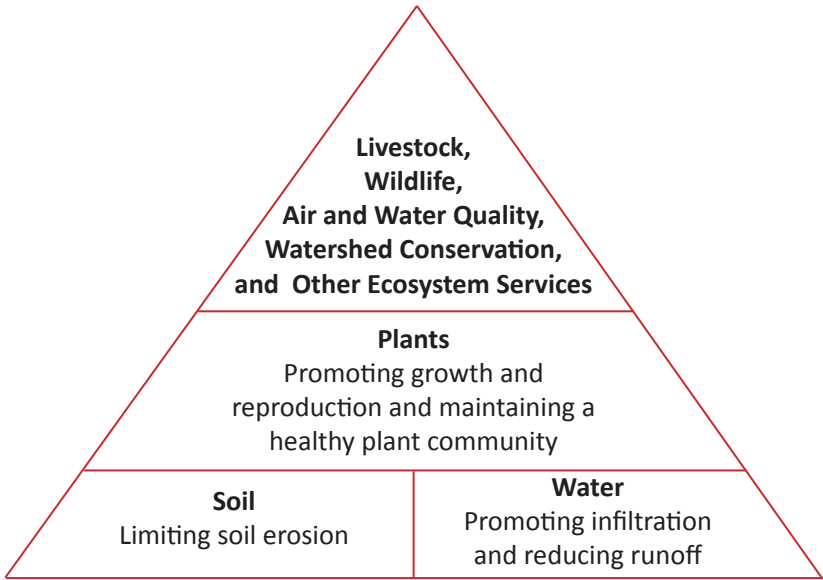 Livestock,
Wildlife,
Air and Water Quality,
Watershed Conservation,
and Other Ecosystem Services
Plants
Promoting growth and
reproduction and maintaining a
healthy plant community
Soil
Limiting soil erosion
Water
Promoting infiltration
and reducing runoff